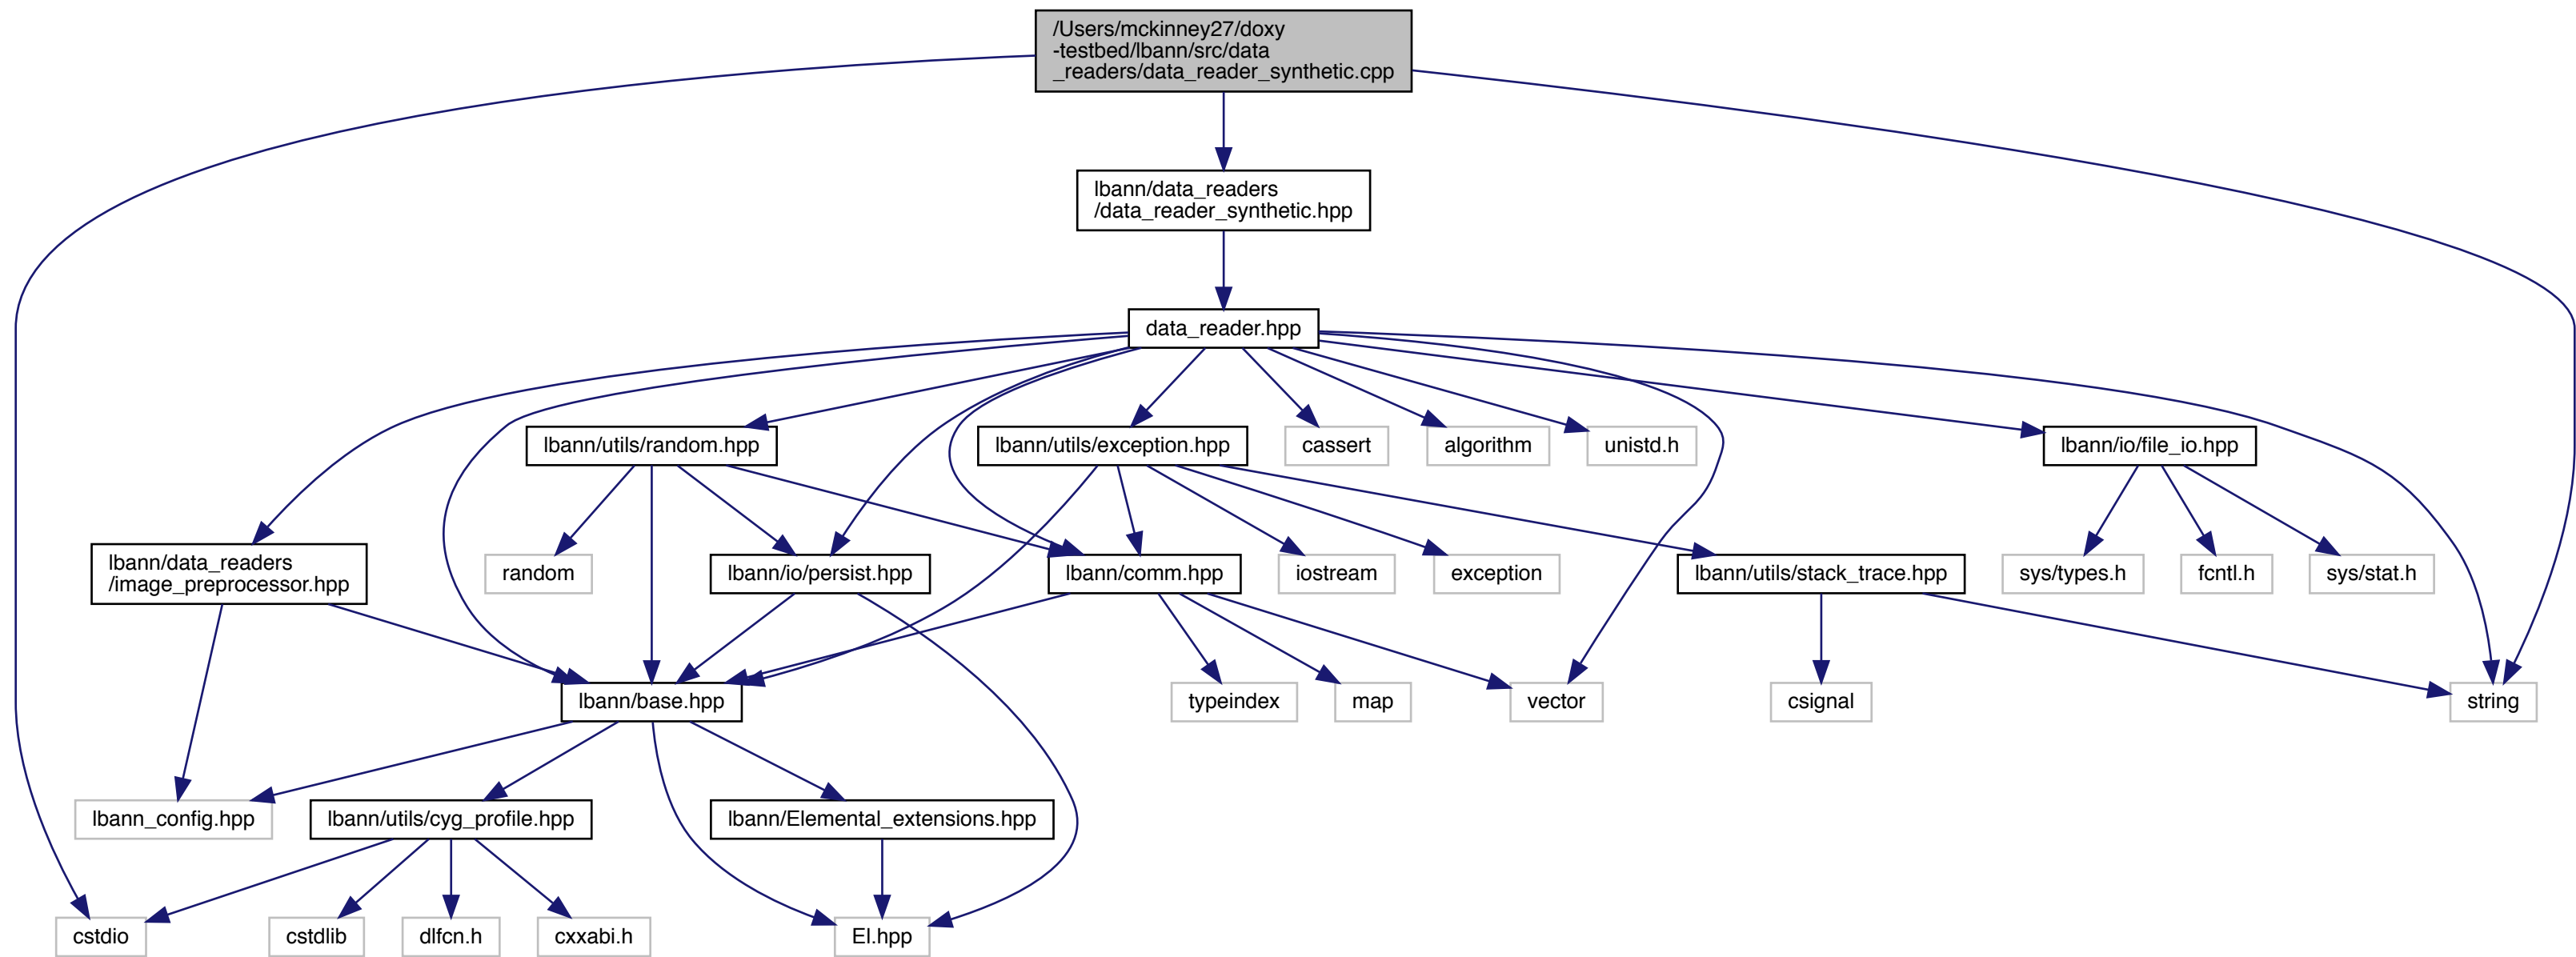 /Users/mckinney27/doxy
-testbed/lbann/src/data
_readers/data_reader_synthetic.cpp
lbann/data_readers
/data_reader_synthetic.hpp
data_reader.hpp
lbann/utils/random.hpp
lbann/utils/exception.hpp
cassert
algorithm
unistd.h
lbann/io/file_io.hpp
lbann/data_readers
/image_preprocessor.hpp
random
lbann/io/persist.hpp
lbann/comm.hpp
iostream
exception
lbann/utils/stack_trace.hpp
sys/types.h
fcntl.h
sys/stat.h
lbann/base.hpp
typeindex
map
vector
csignal
string
lbann_config.hpp
lbann/utils/cyg_profile.hpp
lbann/Elemental_extensions.hpp
cstdio
cstdlib
dlfcn.h
cxxabi.h
El.hpp